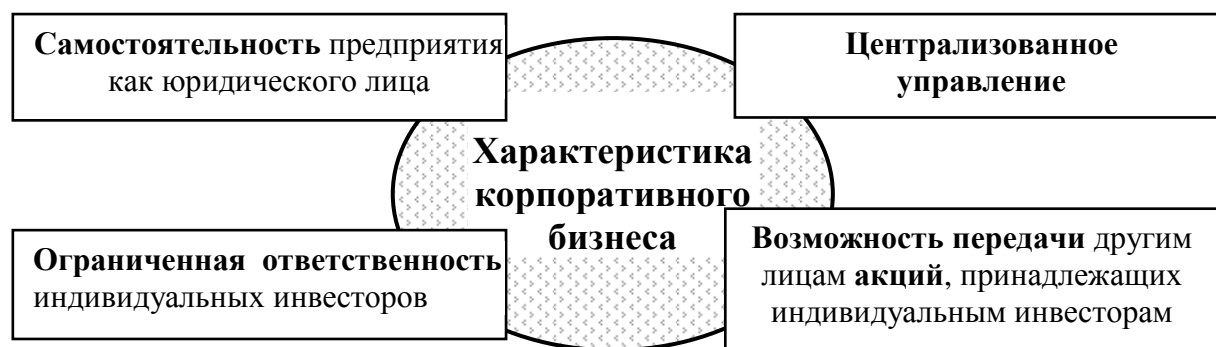 Самостоятельность предприятия
как юридического лица
Централизованное
управление
Характеристика
корпоративного
бизнеса
Ограниченная ответственность
индивидуальных инвесторов
Возможность передачи другим
лицам акций, принадлежащих
индивидуальным инвесторам